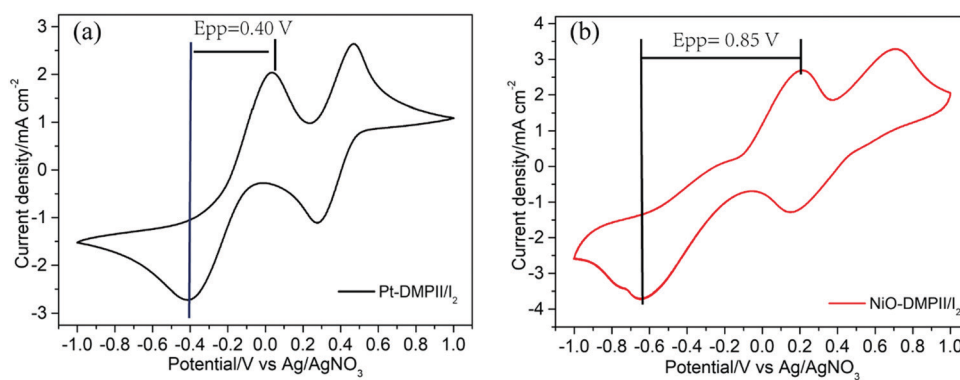 (a)
Epp=0.40 V
Current density/mA cm⁻²
3
2
1
0
-1
-2
-3
Pt-DMPII/I₂
-1.0 -0.8 -0.6 -0.4 -0.2 0.0 0.2 0.4 0.6 0.8 1.0
Potential/V vs Ag/AgNO₃
(b)
Epp= 0.85 V
Current density/mA cm⁻²
4
3
2
1
0
-1
-2
-3
-4
NiO-DMPII/I₂
-1.0 -0.8 -0.6 -0.4 -0.2 0.0 0.2 0.4 0.6 0.8 1.0
Potential/V vs Ag/AgNO₃